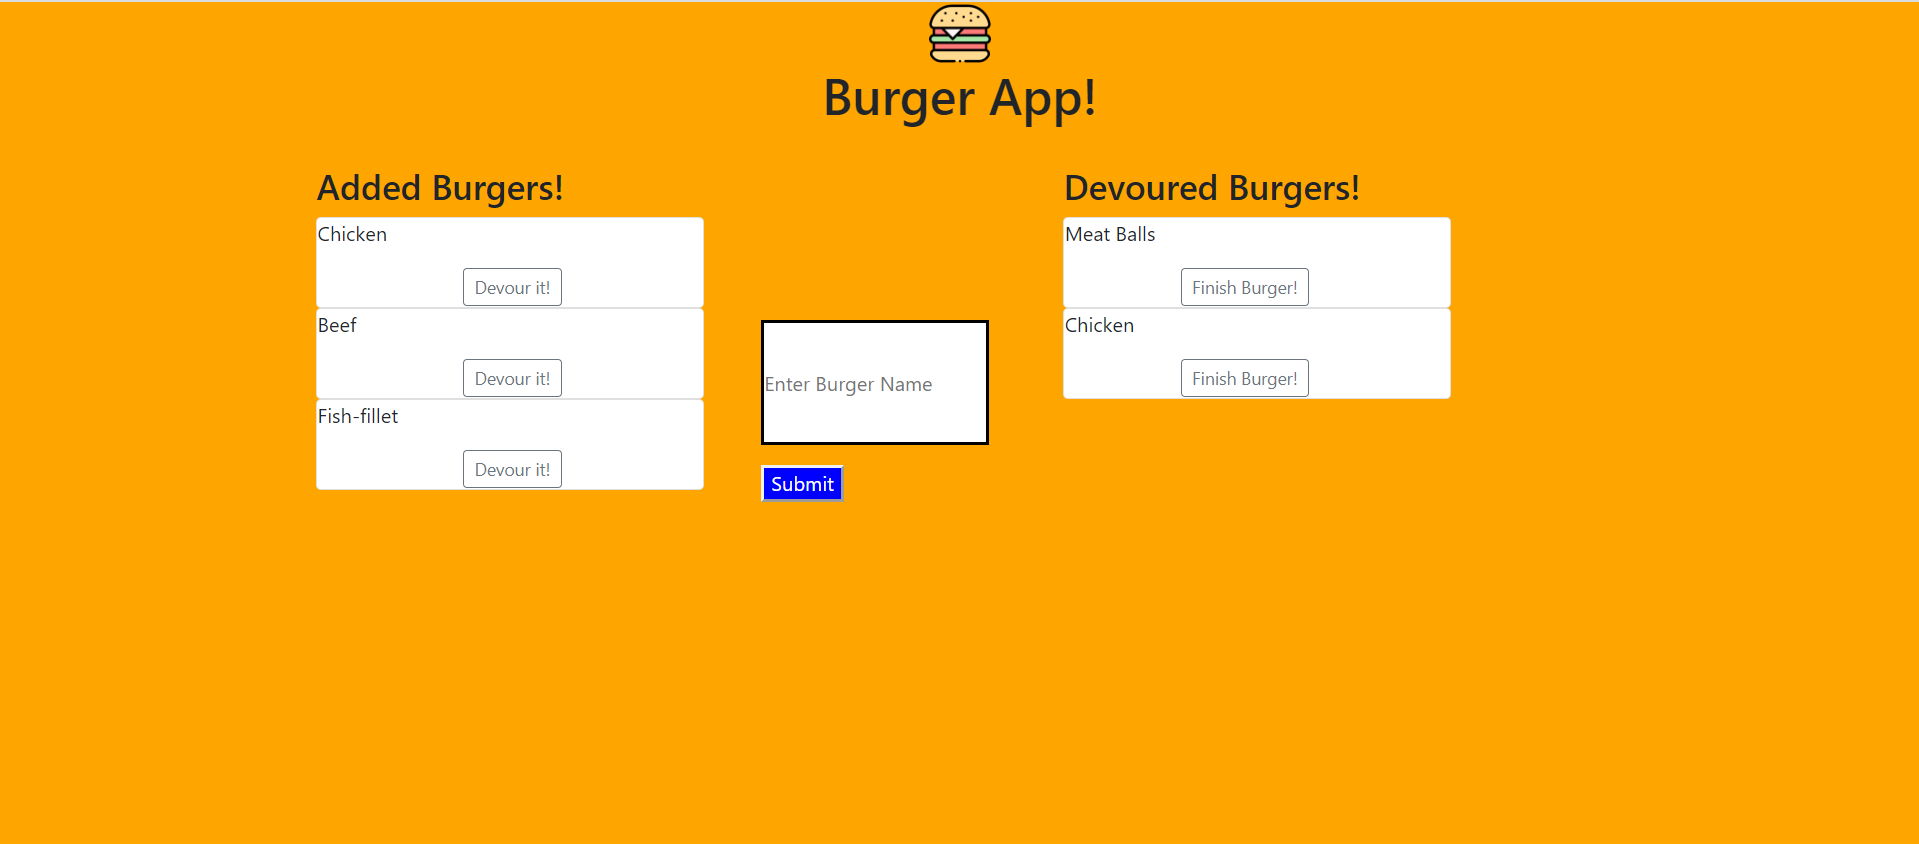 Burger App!
Added Burgers!
Chicken
Devour it!
Beef
Devour it!
Fish-fillet
Devour it!
Enter Burger Name
Submit
Devoured Burgers!
Meat Balls
Finish Burger!
Chicken
Finish Burger!